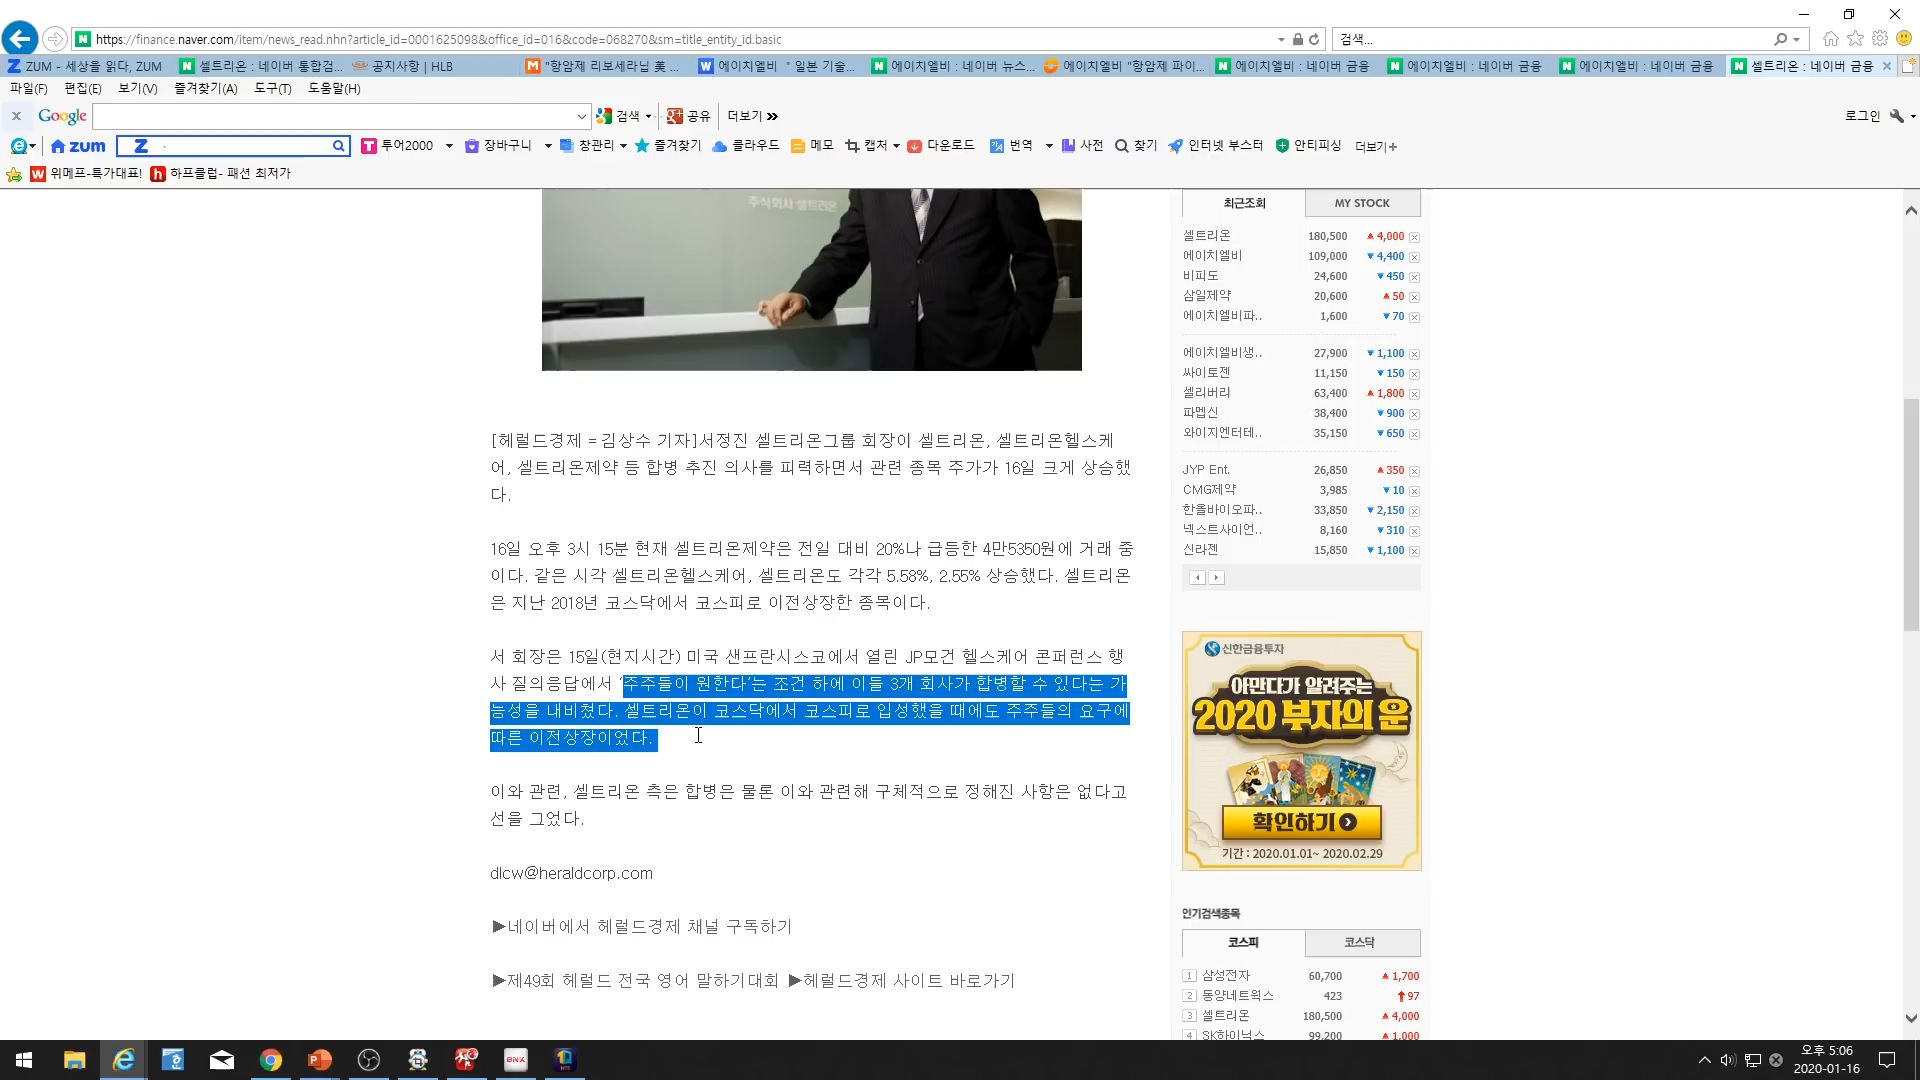 https://finance.naver.com/item/news_read.nhn?article_id=0001625098&office_id=016&code=068270&sm=title_entity_id.basic
검색...
ZUM - 세상을 읽다, ZUM
셀트리온 : 네이버 통합검...
공지사항 | HLB
"항암제 리보세라닙 美 ...
에이치엘비 " 일본 기술...
에이치엘비 : 네이버 뉴스...
에이치엘비 "항암제 파이...
에이치엘비 : 네이버 금융
에이치엘비 : 네이버 금융
에이치엘비 : 네이버 금융
셀트리온 : 네이버 금융
파일(F) 편집(E) 보기(V) 즐겨찾기(A) 도구(T) 도움말(H)
x Google 검색 공유 더보기 »
로그인
zum Z 투어2000 장바구니 창관리 즐겨찾기 클라우드 메모 캡처 다운로드 번역 사전 찾기 인터넷 부스터 안티피싱 더보기+
위메프-특가대표! 하프클럽- 패션 최저가
주식회사 셀트리온
[헤럴드경제 = 김상수 기자]서정진 셀트리온그룹 회장이 셀트리온, 셀트리온헬스케
어, 셀트리온제약 등 합병 추진 의사를 피력하면서 관련 종목 주가가 16일 크게 상승했
다.
16일 오후 3시 15분 현재 셀트리온제약은 전일 대비 20%나 급등한 4만5350원에 거래 중
이다. 같은 시각 셀트리온헬스케어, 셀트리온도 각각 5.58%, 2.55% 상승했다. 셀트리온
은 지난 2018년 코스닥에서 코스피로 이전상장한 종목이다.
서 회장은 15일(현지시간) 미국 샌프란시스코에서 열린 JP모건 헬스케어 콘퍼런스 행
사 질의응답에서 '주주들이 원한다'는 조건 하에 이들 3개 회사가 합병할 수 있다는 가
능성을 내비쳤다. 셀트리온이 코스닥에서 코스피로 입성했을 때에도 주주들의 요구에
따른 이전상장이었다.
이와 관련, 셀트리온 측은 합병은 물론 이와 관련해 구체적으로 정해진 사항은 없다고
선을 그었다.
dlcw@heraldcorp.com
▶네이버에서 헤럴드경제 채널 구독하기
▶제49회 헤럴드 전국 영어 말하기대회 ▶헤럴드경제 사이트 바로가기
최근조회 MY STOCK
셀트리온 180,500 ▲4,000
에이치엘비 109,000 ▼4,400
비피도 24,600 ▼450
삼일제약 20,600 ▲50
에이치엘비파.. 1,600 ▼70
에이치엘비생.. 27,900 ▼1,100
싸이토젠 11,150 ▼150
셀리버리 63,400 ▲1,800
파멥신 38,400 ▼900
와이지엔터테.. 35,150 ▼650
JYP Ent. 26,850 ▲350
CMG제약 3,985 ▼10
한올바이오파.. 33,850 ▼2,150
넥스트사이언.. 8,160 ▼310
신라젠 15,850 ▼1,100
신한금융투자
아만다가 알려주는
2020 부자의 운
확인하기
기간 : 2020.01.01~ 2020.02.29
인기검색종목
코스피 코스닥
1 삼성전자 60,700 ▲1,700
2 동양네트웍스 423 ↑97
3 셀트리온 180,500 ▲4,000
4 SK하이닉스 99,200 ▲1,000
BNK
오후 5:06
2020-01-16